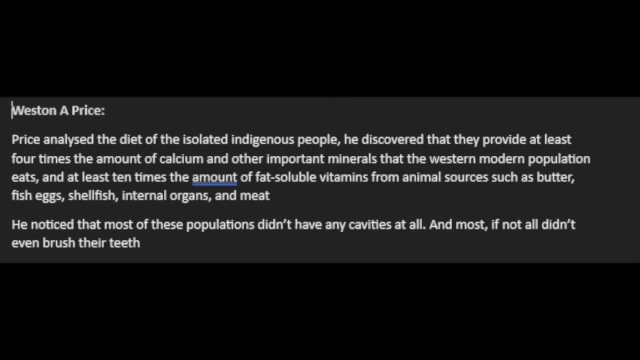 Weston A Price:
Price analysed the diet of the isolated indigenous people, he discovered that they provide at least
four times the amount of calcium and other important minerals that the western modern population
eats, and at least ten times the amount of fat-soluble vitamins from animal sources such as butter,
fish eggs, shellfish, internal organs, and meat
He noticed that most of these populations didn't have any cavities at all. And most, if not all didn't
even brush their teeth